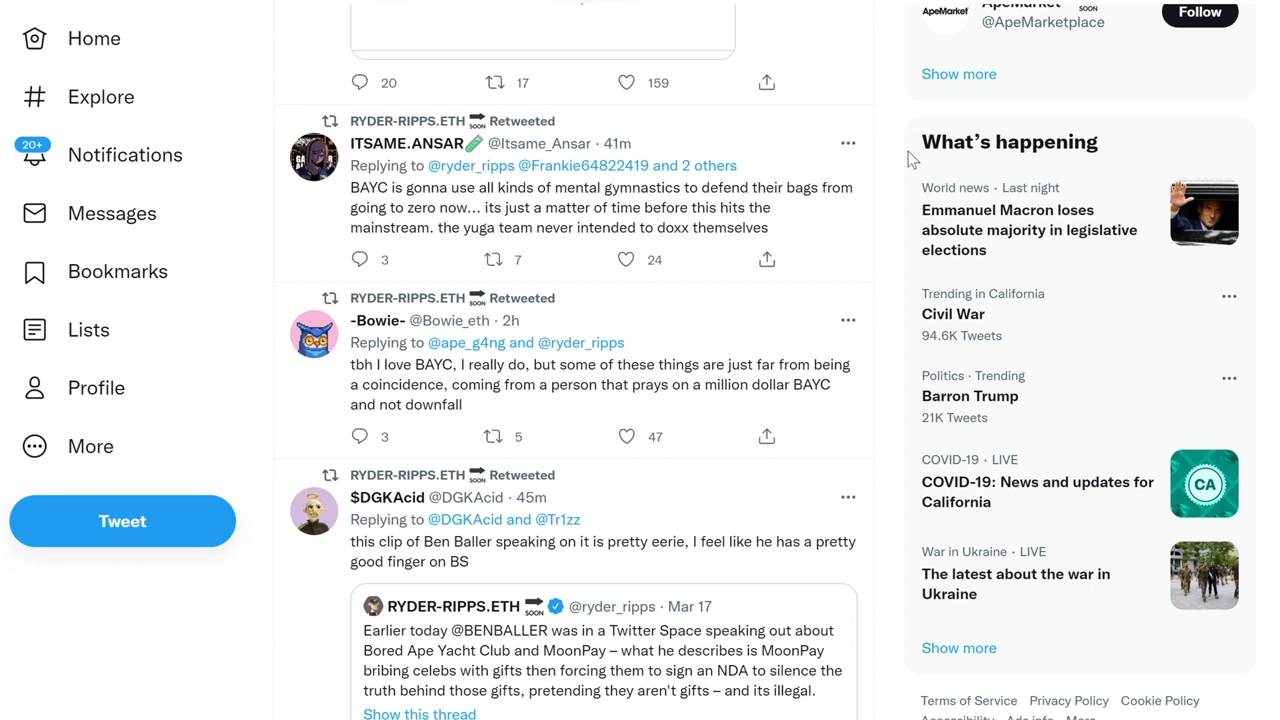 Home
Explore
20+
Notifications
Messages
Bookmarks
Lists
Profile
More
Tweet
20 17 159
RYDER-RIPPS.ETH SOON Retweeted
ITSAME.ANSAR @Itsame_Ansar · 41m
Replying to @ryder_ripps @Frankie64822419 and 2 others
BAYC is gonna use all kinds of mental gymnastics to defend their bags from
going to zero now... its just a matter of time before this hits the
mainstream. the yuga team never intended to doxx themselves
3 7 24
RYDER-RIPPS.ETH SOON Retweeted
-Bowie- @Bowie_eth · 2h
Replying to @ape_g4ng and @ryder_ripps
tbh I love BAYC, I really do, but some of these things are just far from being
a coincidence, coming from a person that prays on a million dollar BAYC
and not downfall
3 5 47
RYDER-RIPPS.ETH SOON Retweeted
$DGKAcid @DGKAcid · 45m
Replying to @DGKAcid and @Tr1zz
this clip of Ben Baller speaking on it is pretty eerie, I feel like he has a pretty
good finger on BS
RYDER-RIPPS.ETH SOON @ryder_ripps · Mar 17
Earlier today @BENBALLER was in a Twitter Space speaking out about
Bored Ape Yacht Club and MoonPay – what he describes is MoonPay
bribing celebs with gifts then forcing them to sign an NDA to silence the
truth behind those gifts, pretending they aren't gifts – and its illegal.
Show this thread
ApeMarket
ApeMarket SOON
@ApeMarketplace
Follow
Show more
What's happening
World news · Last night
Emmanuel Macron loses
absolute majority in legislative
elections
Trending in California
Civil War
94.6K Tweets
Politics · Trending
Barron Trump
21K Tweets
COVID-19 · LIVE
COVID-19: News and updates for
California
CA
War in Ukraine · LIVE
The latest about the war in
Ukraine
Show more
Terms of Service Privacy Policy Cookie Policy
Accessibility Ads info More